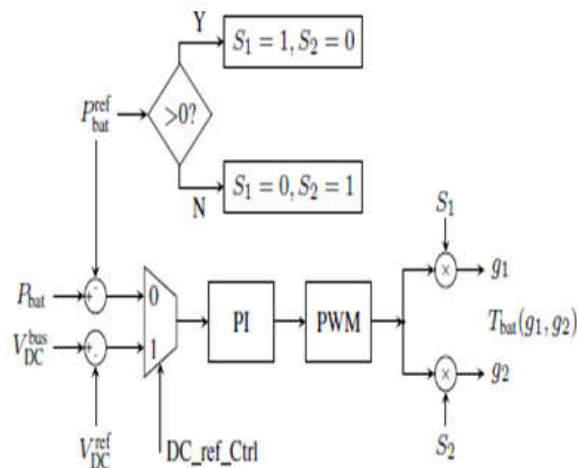 Y
S₁ = 1, S₂ = 0
P_bat^ref
>0?
S₁ = 0, S₂ = 1
N
S₁
g₁
P_bat
+
-
0
PI
PWM
×
T_bat(g₁, g₂)
V_DC^bus
+
-
1
×
g₂
V_DC^ref
DC_ref_Ctrl
S₂